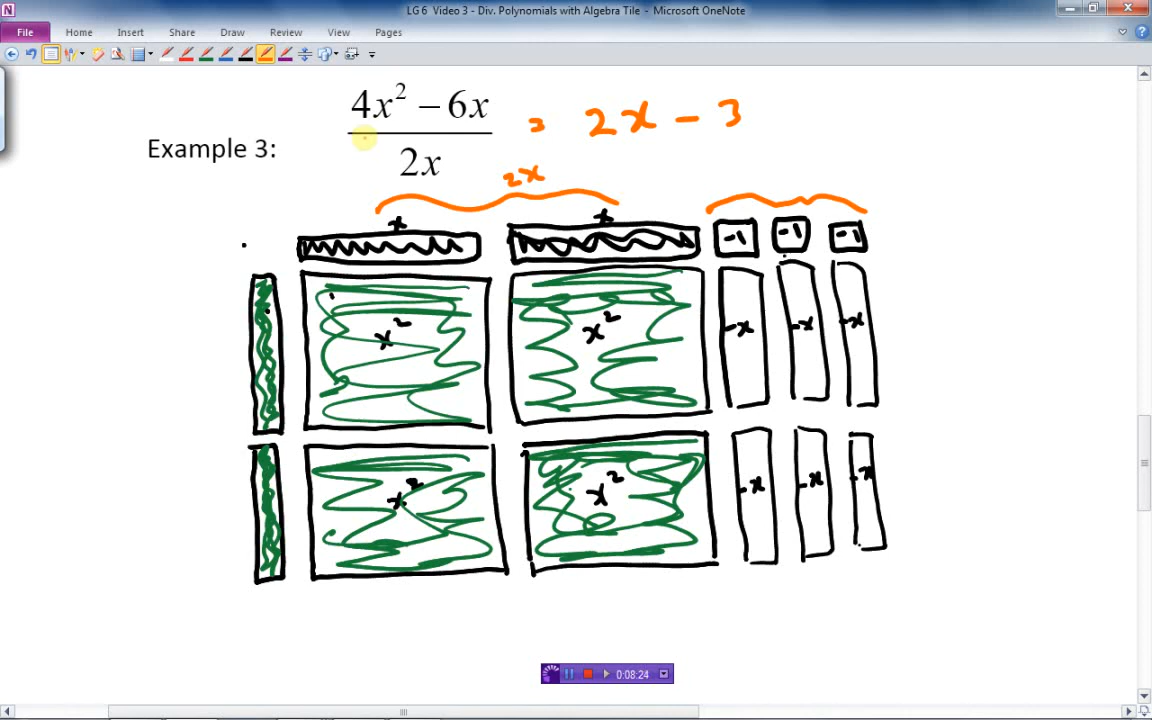 LG 6 Video 3 - Div. Polynomials with Algebra Tile - Microsoft OneNote
File Home Insert Share Draw Review View Pages
Example 3: 4x² − 6x / 2x = 2x − 3
2x
x x -1 -1 -1
x² x² -x -x -x
x² x² -x -x -x
0:08:24